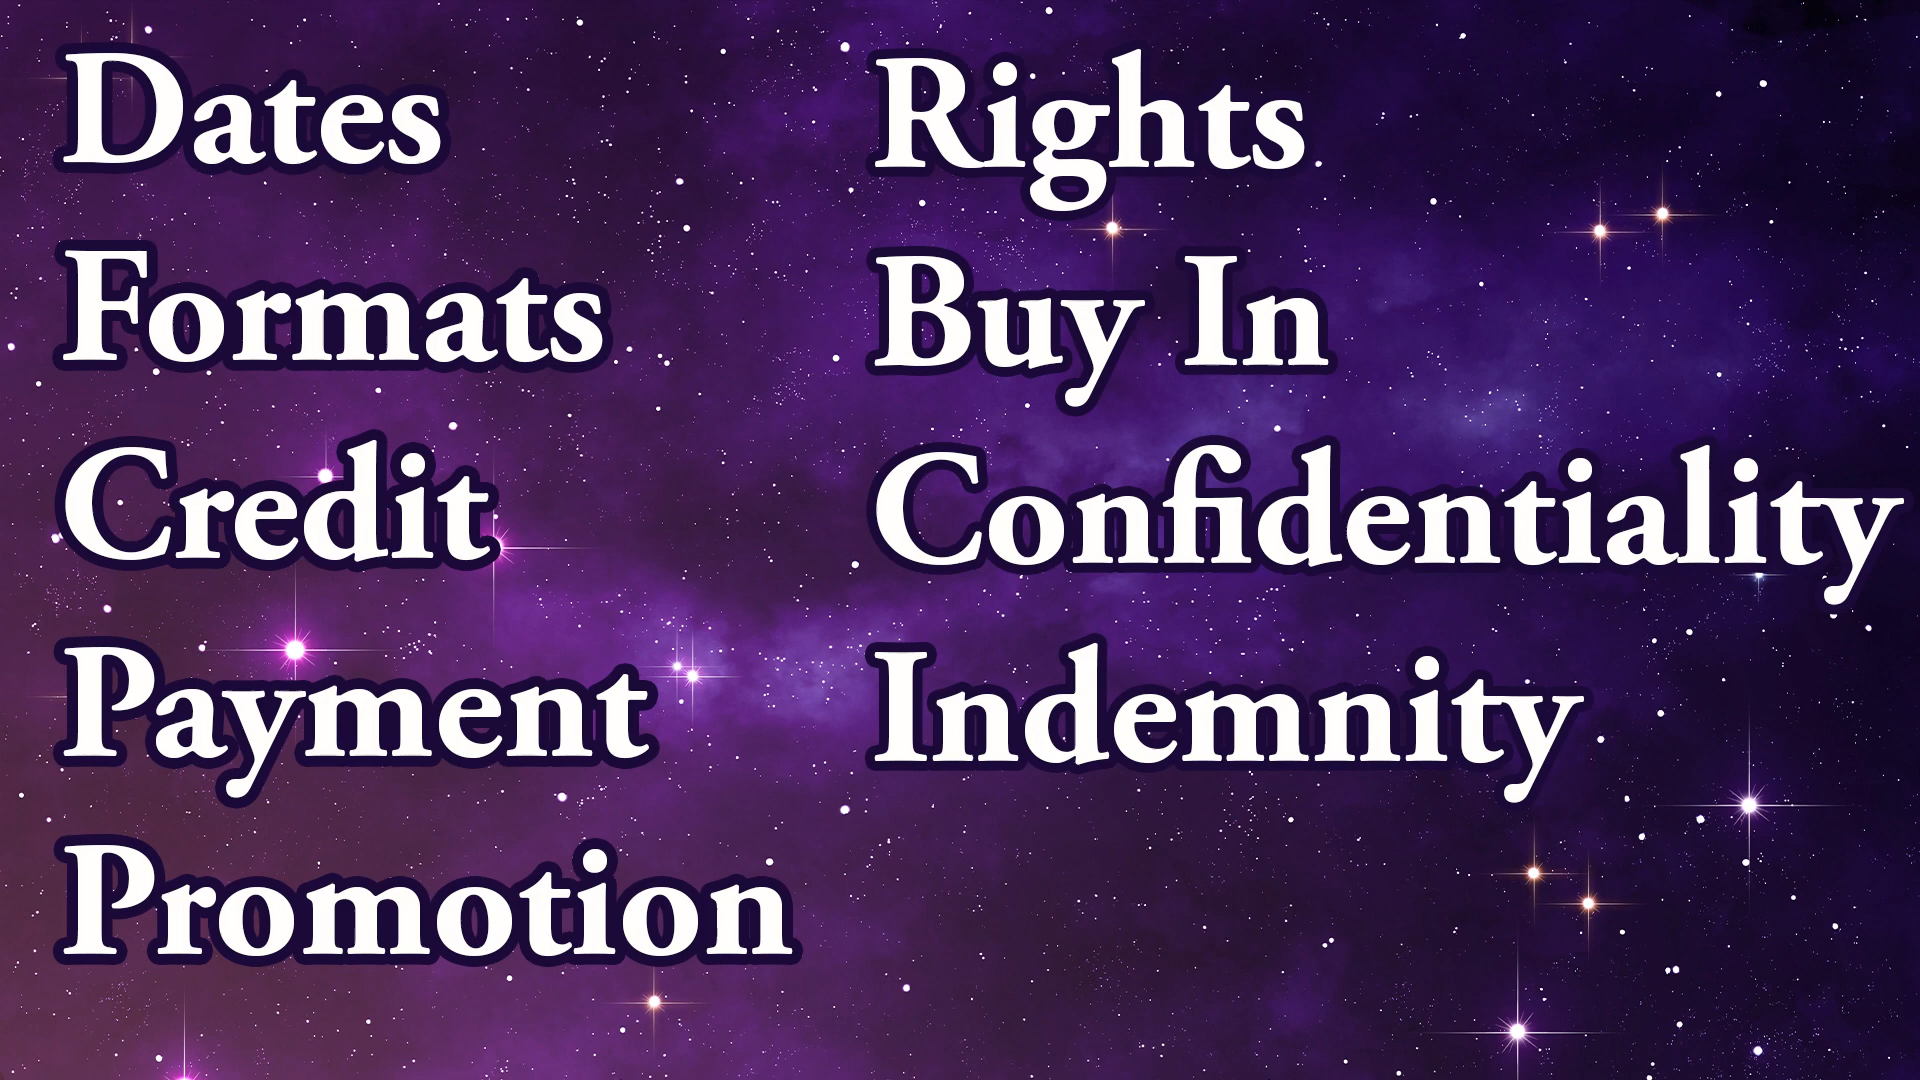 Dates
Formats
Credit
Payment
Promotion
Rights
Buy In
Confidentiality
Indemnity